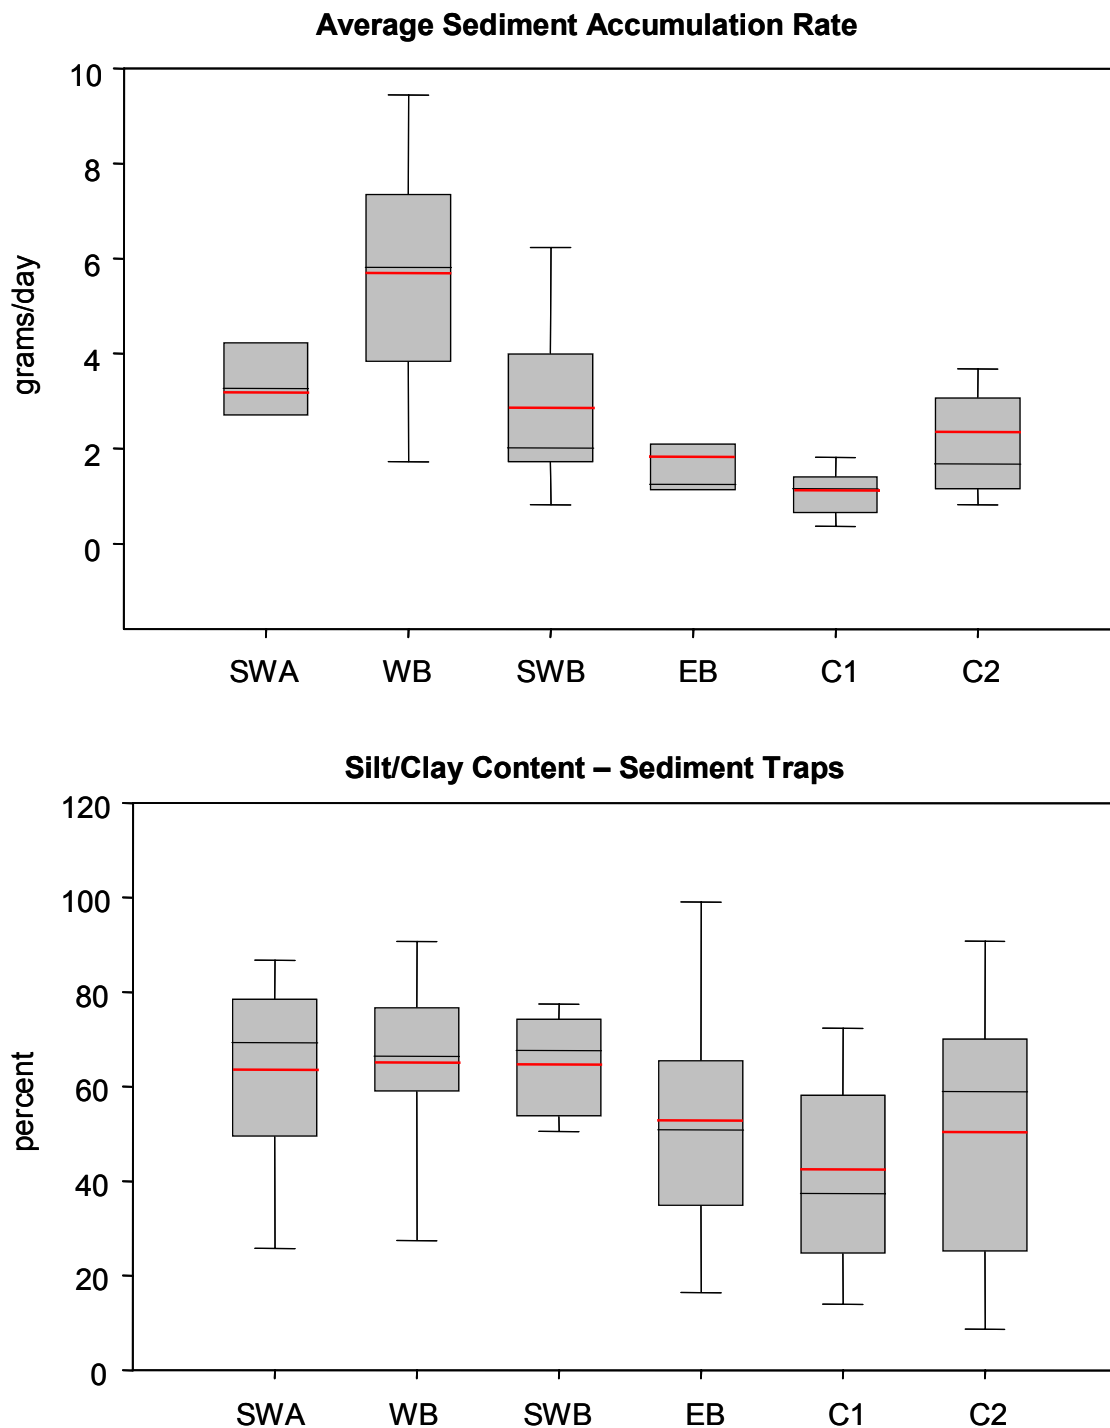 Average Sediment Accumulation Rate
10
8
6
4
2
0
grams/day
SWA WB SWB EB C1 C2
Silt/Clay Content – Sediment Traps
120
100
80
60
40
20
0
percent
SWA WB SWB EB C1 C2